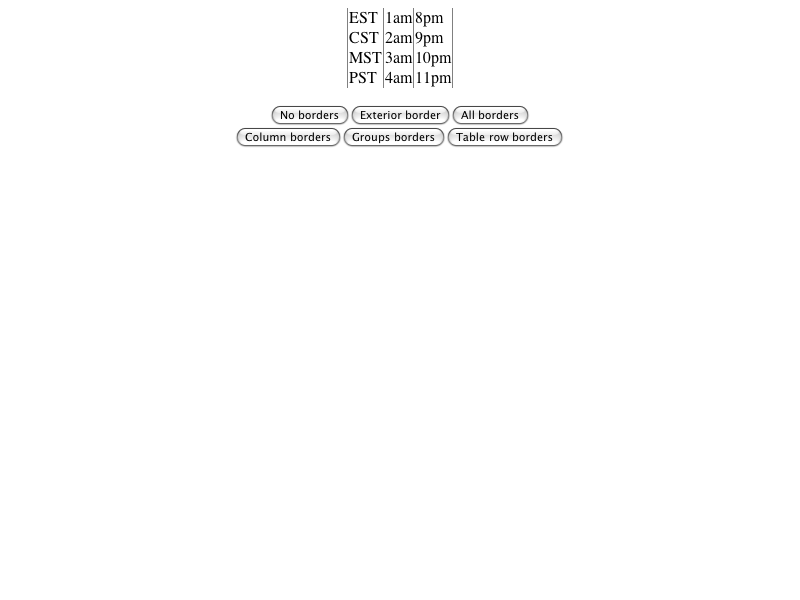 EST 1am 8pm
CST 2am 9pm
MST 3am 10pm
PST 4am 11pm
No borders Exterior border All borders
Column borders Groups borders Table row borders